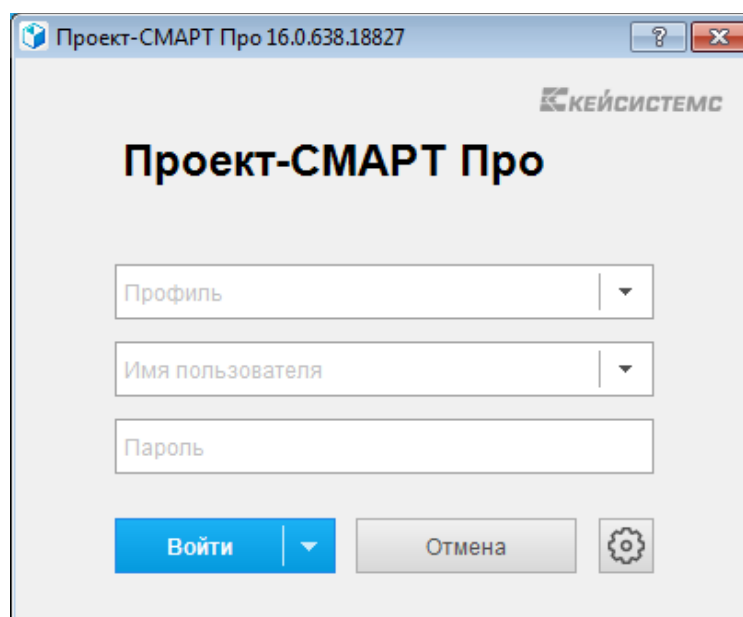 Проект-СМАРТ Про 16.0.638.18827
КЕЙСИСТЕМС
Проект-СМАРТ Про
Профиль
Имя пользователя
Пароль
Войти
Отмена